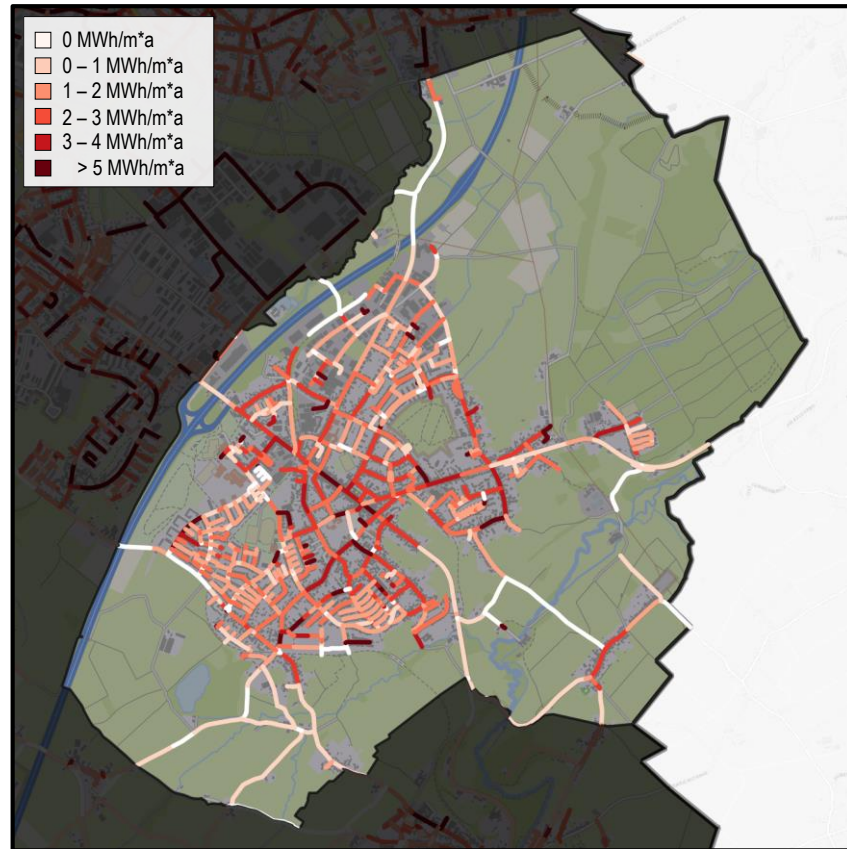 0 MWh/m*a
0 – 1 MWh/m*a
1 – 2 MWh/m*a
2 – 3 MWh/m*a
3 – 4 MWh/m*a
> 5 MWh/m*a